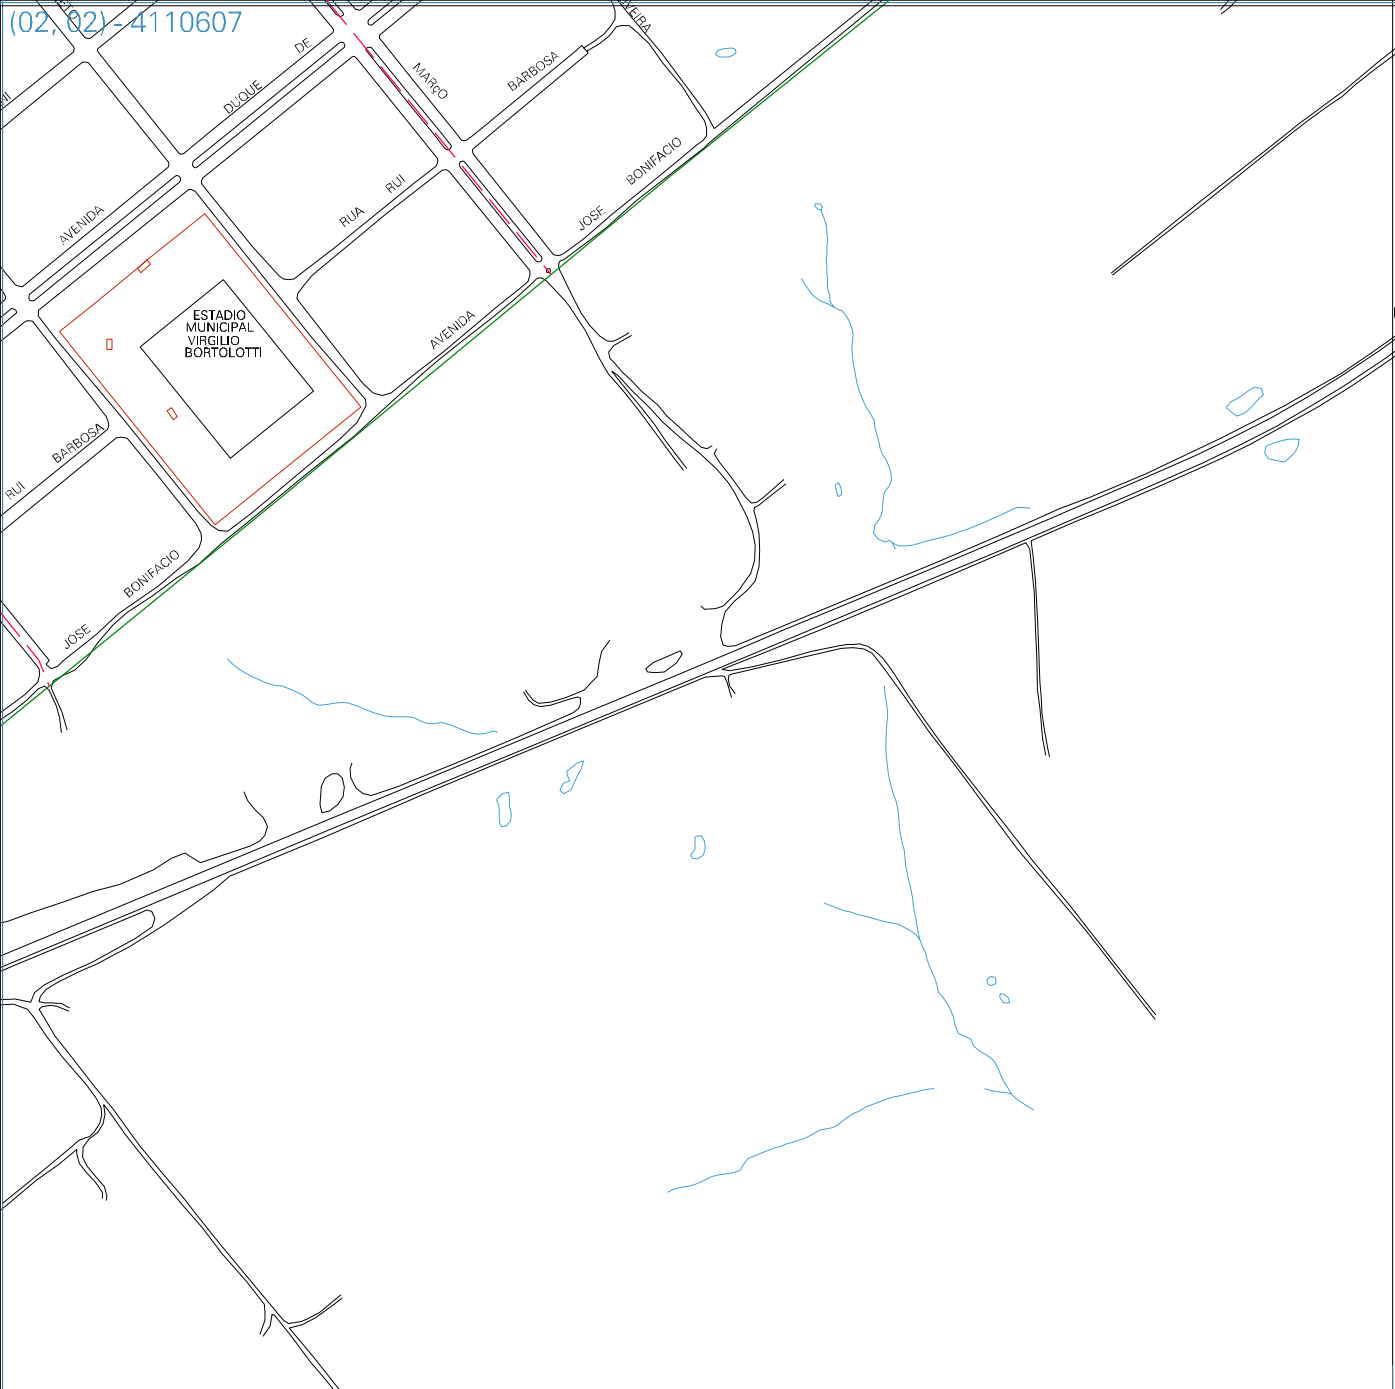 (02, 02) - 4110607
DE
DUQUE
MARÇO
BARBOSA
BONIFACIO
JOSE
RUI
RUA
AVENIDA
AVENIDA
ESTADIO
MUNICIPAL
VIRGILIO
BORTOLOTTI
BARBOSA
RUI
BONIFACIO
JOSE